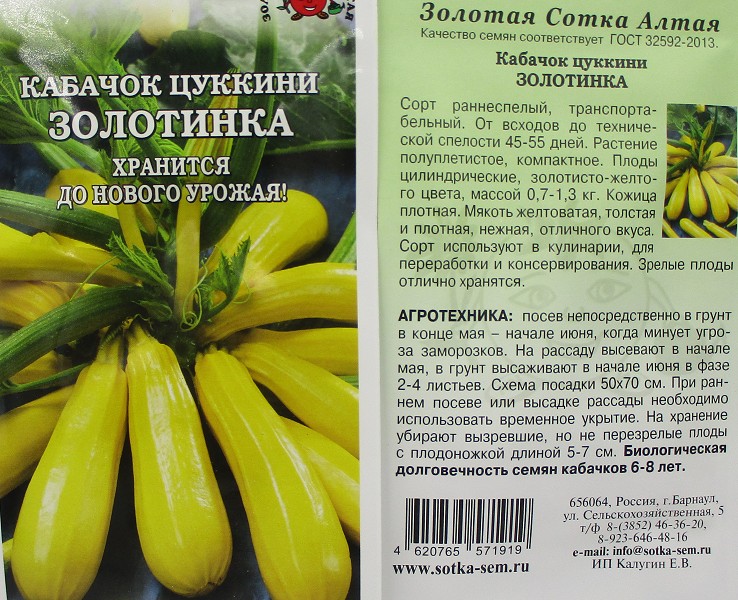 КАБАЧОК ЦУККИНИ
ЗОЛОТИНКА
ХРАНИТСЯ
ДО НОВОГО УРОЖАЯ!
Золотая Сотка Алтая
Качество семян соответствует ГОСТ 32592-2013.
Кабачок цуккини
ЗОЛОТИНКА
Сорт раннеспелый, транспорта-
бельный. От всходов до техниче-
ской спелости 45-55 дней. Растение
полуплетистое, компактное. Плоды
цилиндрические, золотисто-желто-
го цвета, массой 0,7-1,3 кг. Кожица
плотная. Мякоть желтоватая, толстая
и плотная, нежная, отличного вкуса.
Сорт используют в кулинарии, для
переработки и консервирования. Зрелые плоды
отлично хранятся.
АГРОТЕХНИКА: посев непосредственно в грунт
в конце мая – начале июня, когда минует угро-
за заморозков. На рассаду высевают в начале
мая, в грунт высаживают в начале июня в фазе
2-4 листьев. Схема посадки 50х70 см. При ран-
нем посеве или высадке рассады необходимо
использовать временное укрытие. На хранение
убирают вызревшие, но не перезрелые плоды
с плодоножкой длиной 5-7 см. Биологическая
долговечность семян кабачков 6-8 лет.
4 620765 571919
www.sotka-sem.ru
656064, Россия, г.Барнаул,
ул. Сельскохозяйственная, 5
т/ф 8-(3852) 46-36-20,
8-923-646-48-16
e-mail: info@sotka-sem.ru
ИП Калугин Е.В.